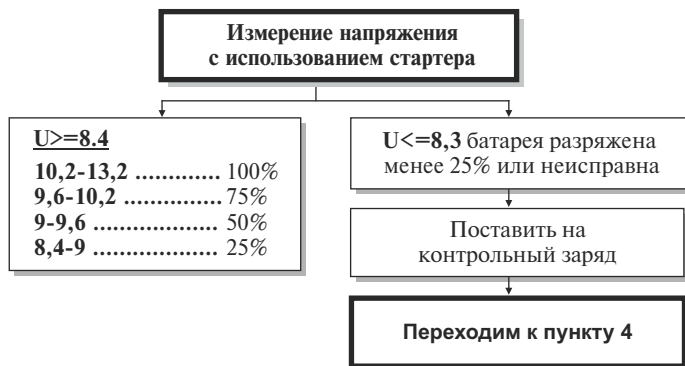 Измерение напряжения
с использованием стартера
U>=8.4
10,2-13,2 ............. 100%
9,6-10,2 ................ 75%
9-9,6 ..................... 50%
8,4-9 ..................... 25%
U<=8,3 батарея разряжена
менее 25% или неисправна
Поставить на
контрольный заряд
Переходим к пункту 4